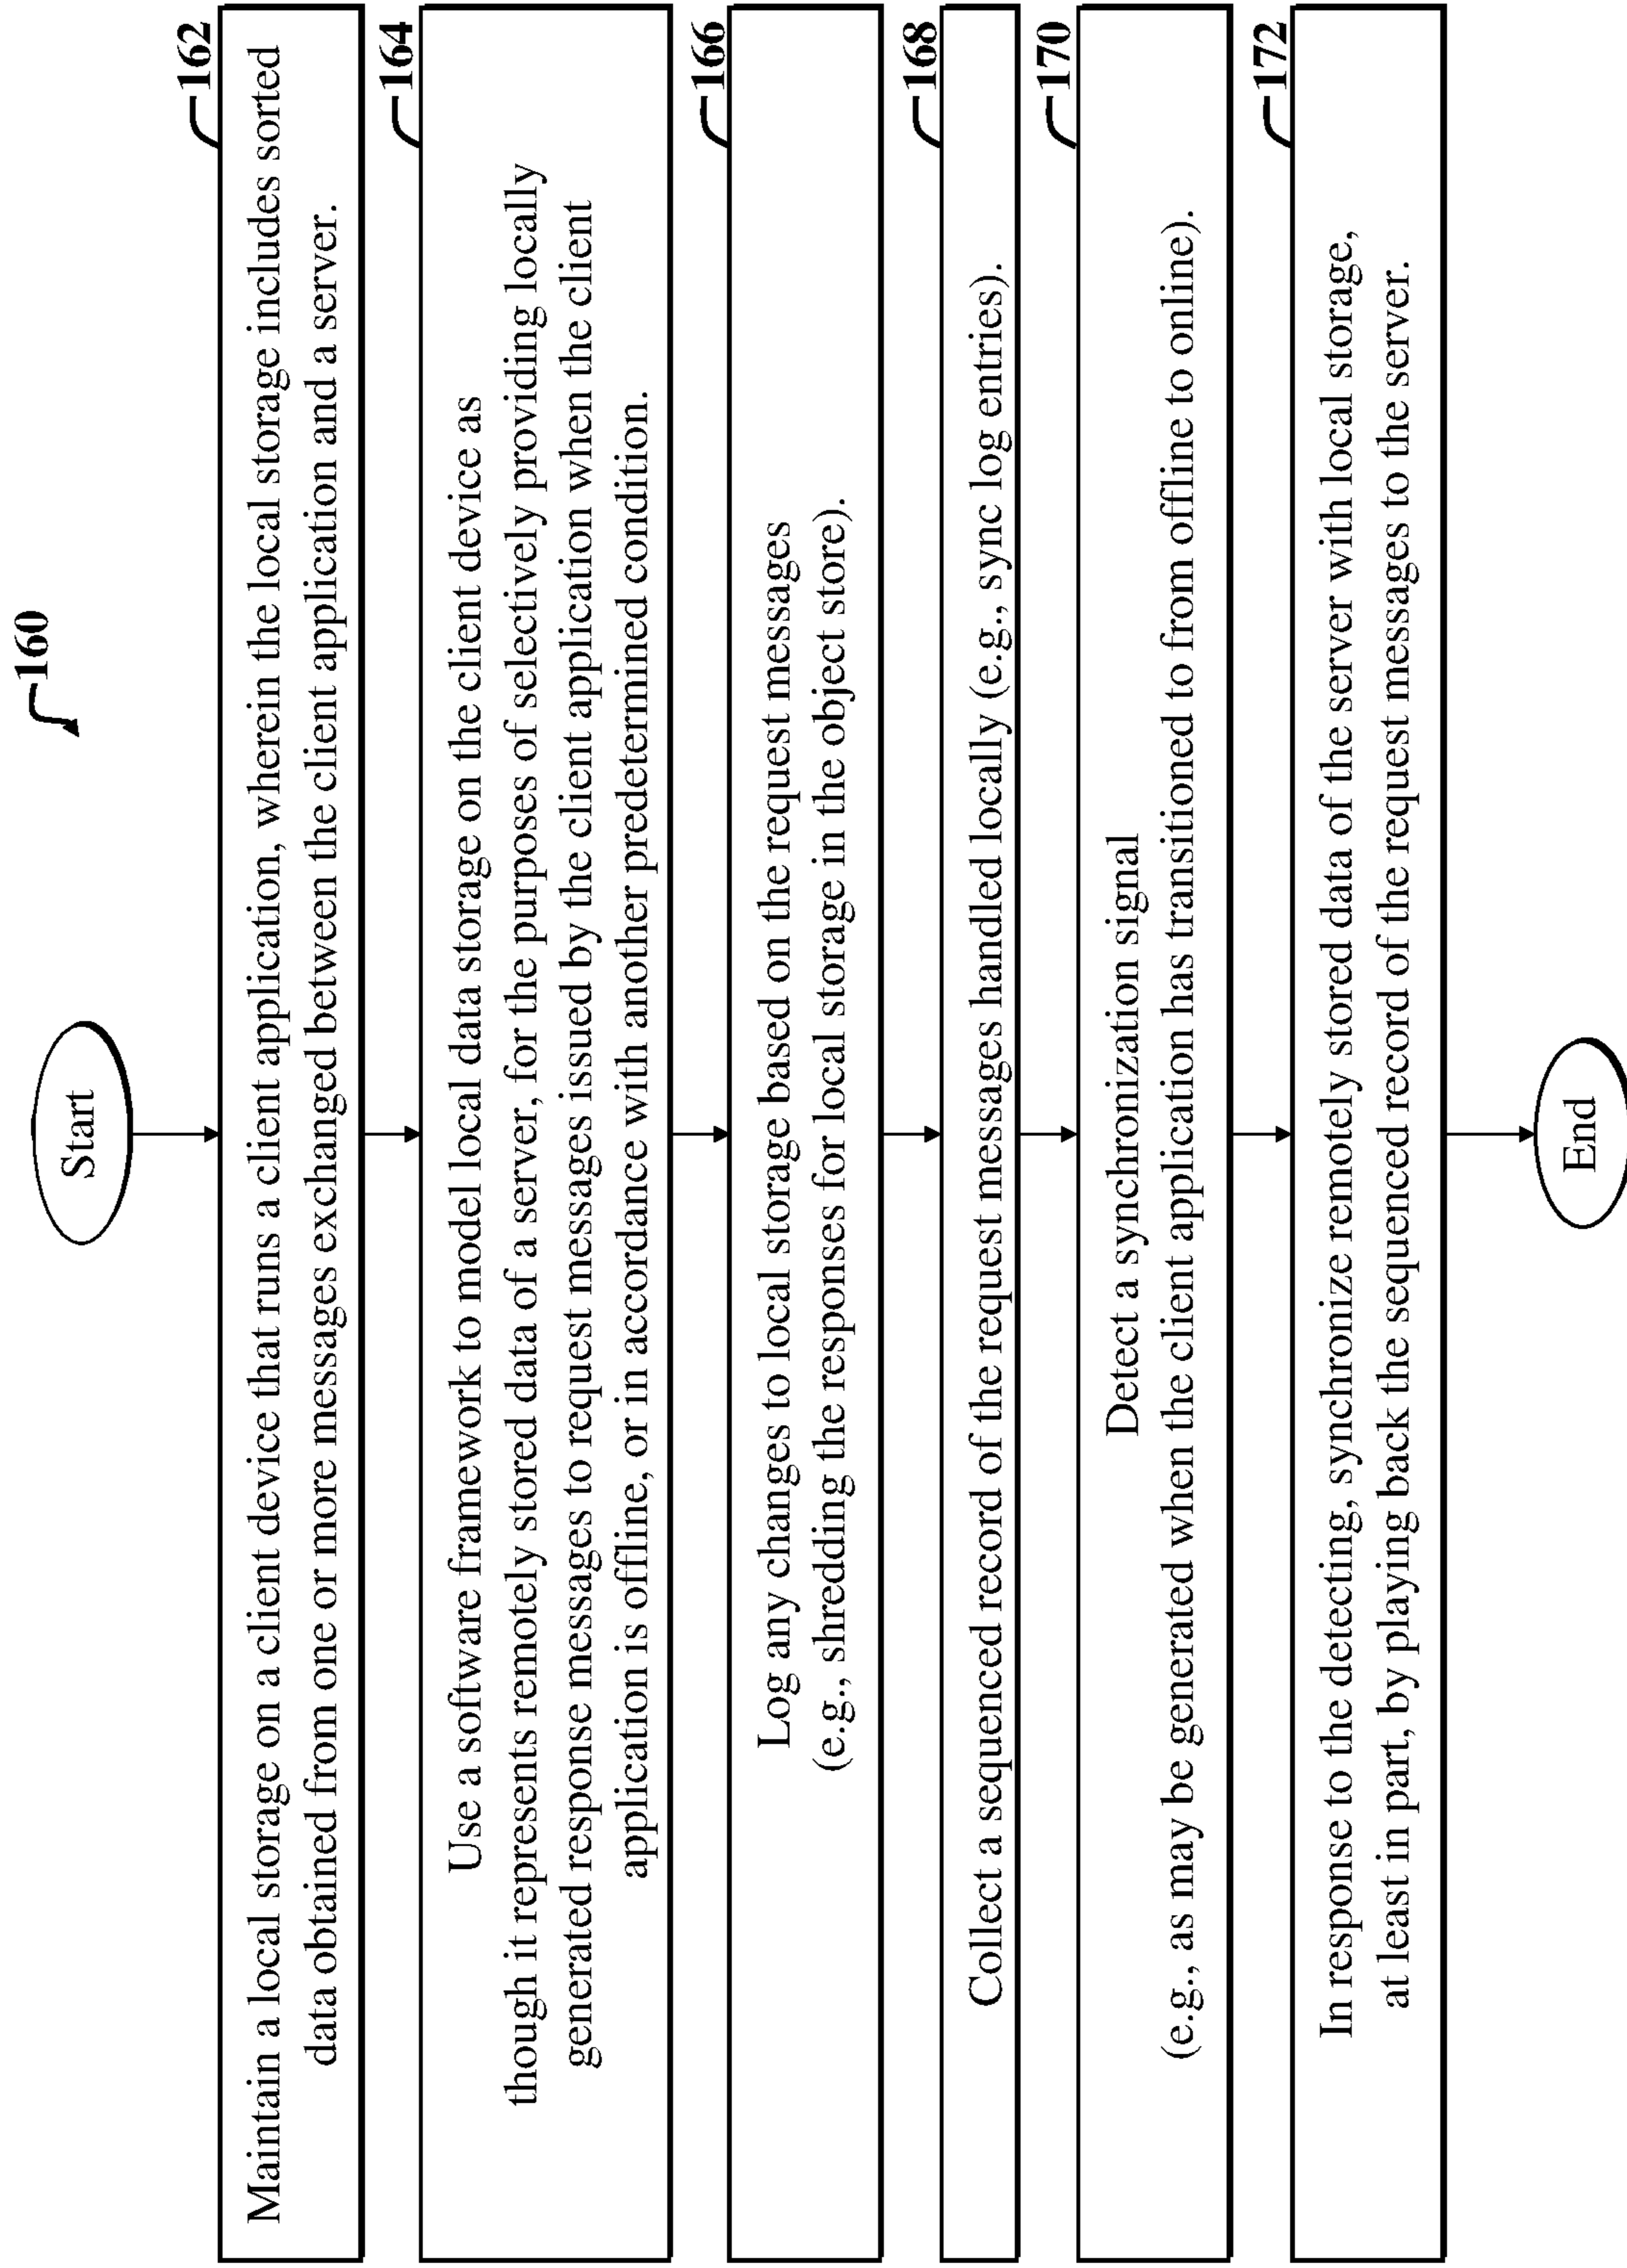 160
Start
162
Maintain a local storage on a client device that runs a client application, wherein the local storage includes sorted
data obtained from one or more messages exchanged between the client application and a server.
164
Use a software framework to model local data storage on the client device as
though it represents remotely stored data of a server, for the purposes of selectively providing locally
generated response messages to request messages issued by the client application when the client
application is offline, or in accordance with another predetermined condition.
166
Log any changes to local storage based on the request messages
(e.g., shredding the responses for local storage in the object store).
168
Collect a sequenced record of the request messages handled locally (e.g., sync log entries).
170
Detect a synchronization signal
(e.g., as may be generated when the client application has transitioned to from offline to online).
172
In response to the detecting, synchronize remotely stored data of the server with local storage,
at least in part, by playing back the sequenced record of the request messages to the server.
End